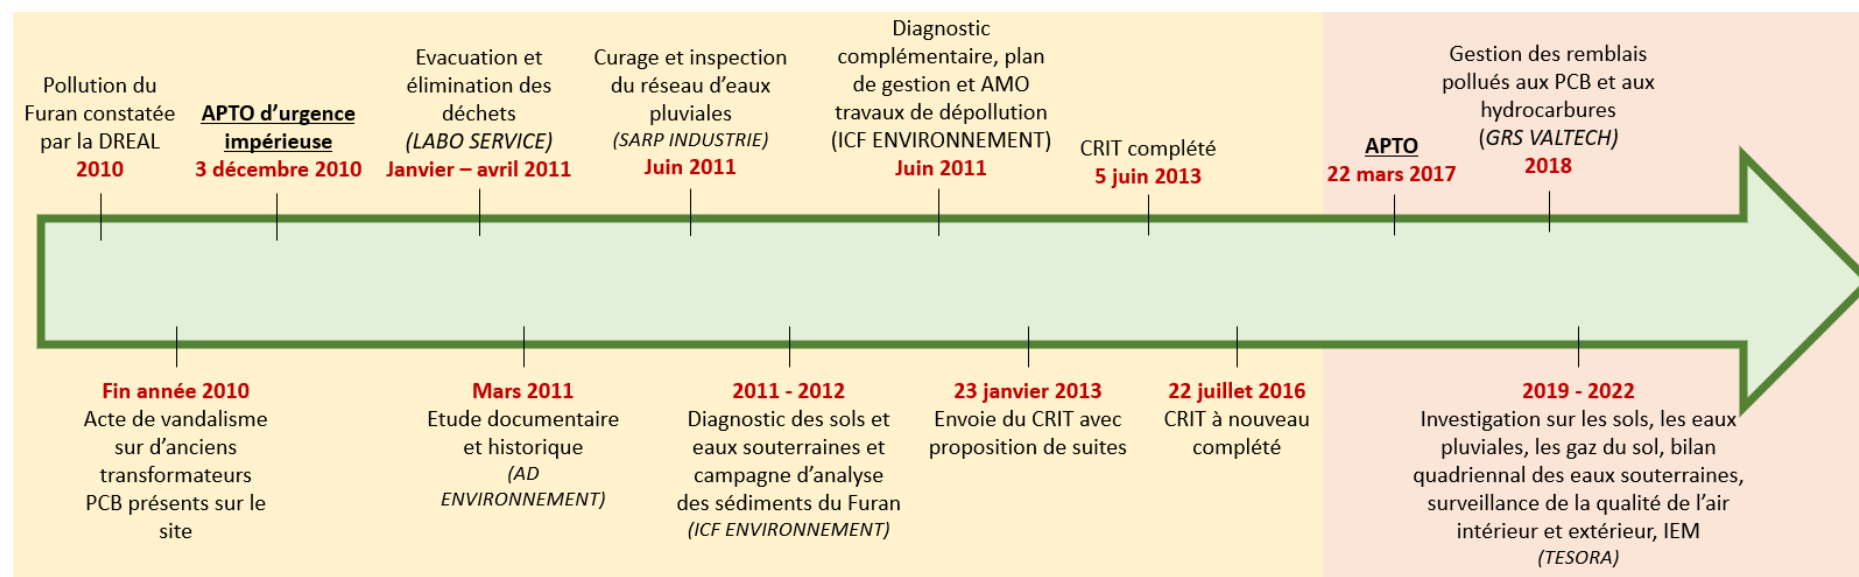 Pollution du
Furan constatée
par la DREAL
2010
APTO d’urgence
impérieuse
3 décembre 2010
Evacuation et
élimination des
déchets
(LABO SERVICE)
Janvier – avril 2011
Curage et inspection
du réseau d’eaux
pluviales
(SARP INDUSTRIE)
Juin 2011
Diagnostic
complémentaire, plan
de gestion et AMO
travaux de dépollution
(ICF ENVIRONNEMENT)
Juin 2011
CRIT complété
5 juin 2013
APTO
22 mars 2017
Gestion des remblais
pollués aux PCB et aux
hydrocarbures
(GRS VALTECH)
2018
Fin année 2010
Acte de vandalisme
sur d’anciens
transformateurs
PCB présents sur le
site
Mars 2011
Etude documentaire
et historique
(AD
ENVIRONNEMENT)
2011 - 2012
Diagnostic des sols et
eaux souterraines et
campagne d’analyse
des sédiments du Furan
(ICF ENVIRONNEMENT)
23 janvier 2013
Envoie du CRIT avec
proposition de suites
22 juillet 2016
CRIT à nouveau
complété
2019 - 2022
Investigation sur les sols, les eaux
pluviales, les gaz du sol, bilan
quadriennal des eaux souterraines,
surveillance de la qualité de l’air
intérieur et extérieur, IEM
(TESORA)